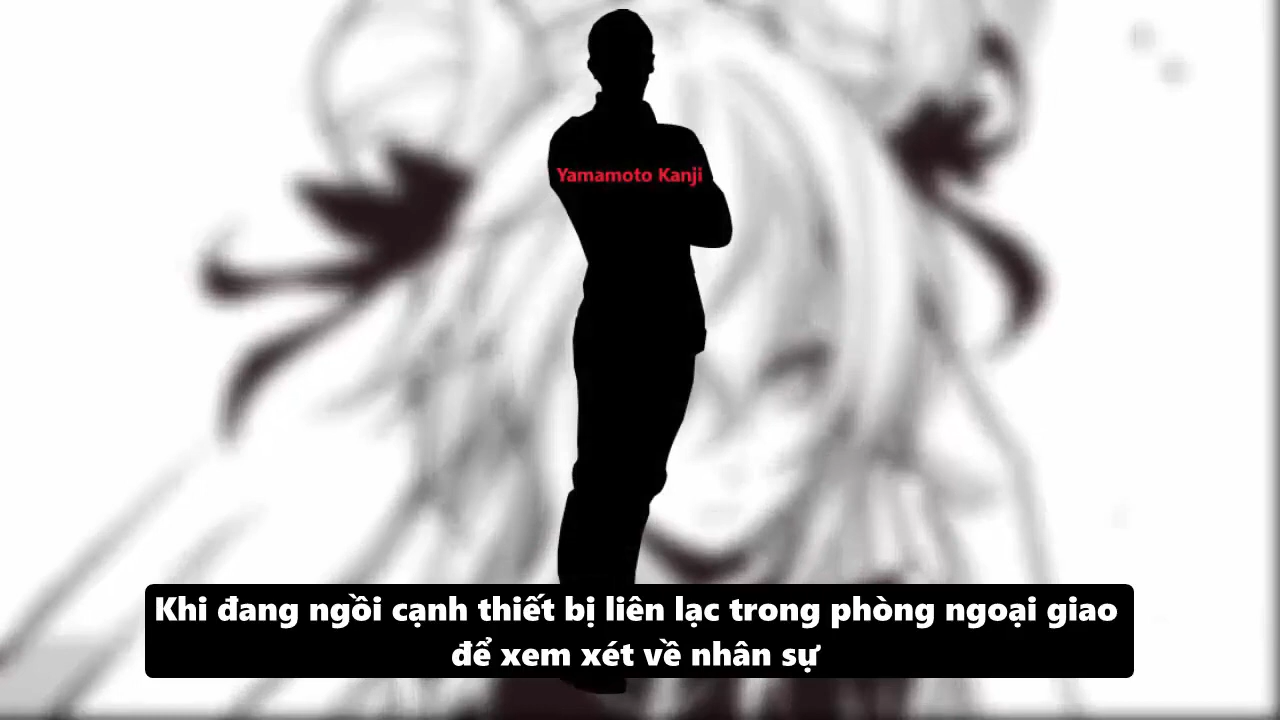 Yamamoto Kanji
Khi đang ngồi cạnh thiết bị liên lạc trong phòng ngoại giao
để xem xét về nhân sự